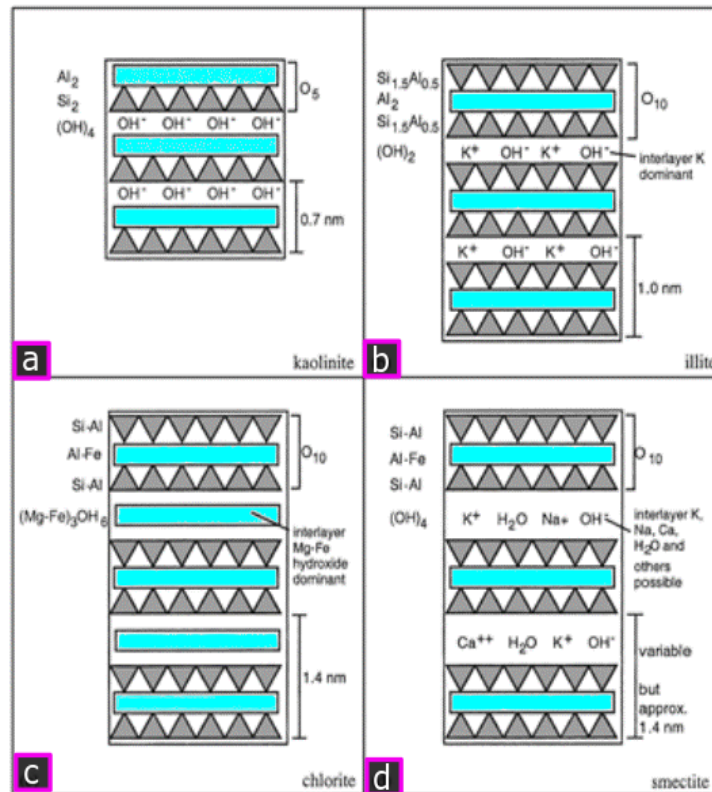 Al2
Si2
(OH)4
O5
OH- OH- OH- OH-
OH- OH- OH- OH-
0.7 nm
a
kaolinite
Si1.5Al0.5
Al2
Si1.5Al0.5
(OH)2
O10
K+ OH- K+ OH-
interlayer K
dominant
K+ OH- K+ OH-
1.0 nm
b
illite
Si-Al
Al-Fe
Si-Al
(Mg-Fe)3OH6
O10
interlayer
Mg-Fe
hydroxide
dominant
1.4 nm
c
chlorite
Si-Al
Al-Fe
Si-Al
(OH)4
O10
K+ H2O Na+ OH-
interlayer K,
Na, Ca,
H2O and
others
possible
Ca++ H2O K+ OH-
variable
but
approx.
1.4 nm
d
smectite